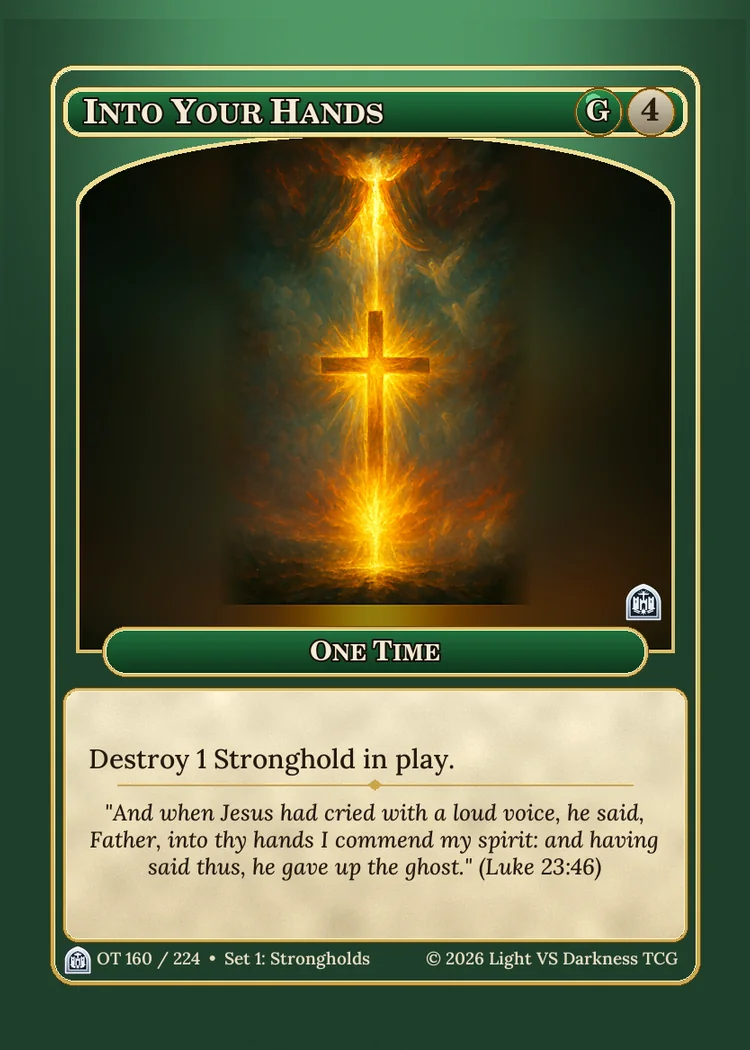 Into Your Hands
G 4
One Time
Destroy 1 Stronghold in play.
"And when Jesus had cried with a loud voice, he said,
Father, into thy hands I commend my spirit: and having
said thus, he gave up the ghost." (Luke 23:46)
OT 160 / 224 • Set 1: Strongholds © 2026 Light VS Darkness TCG